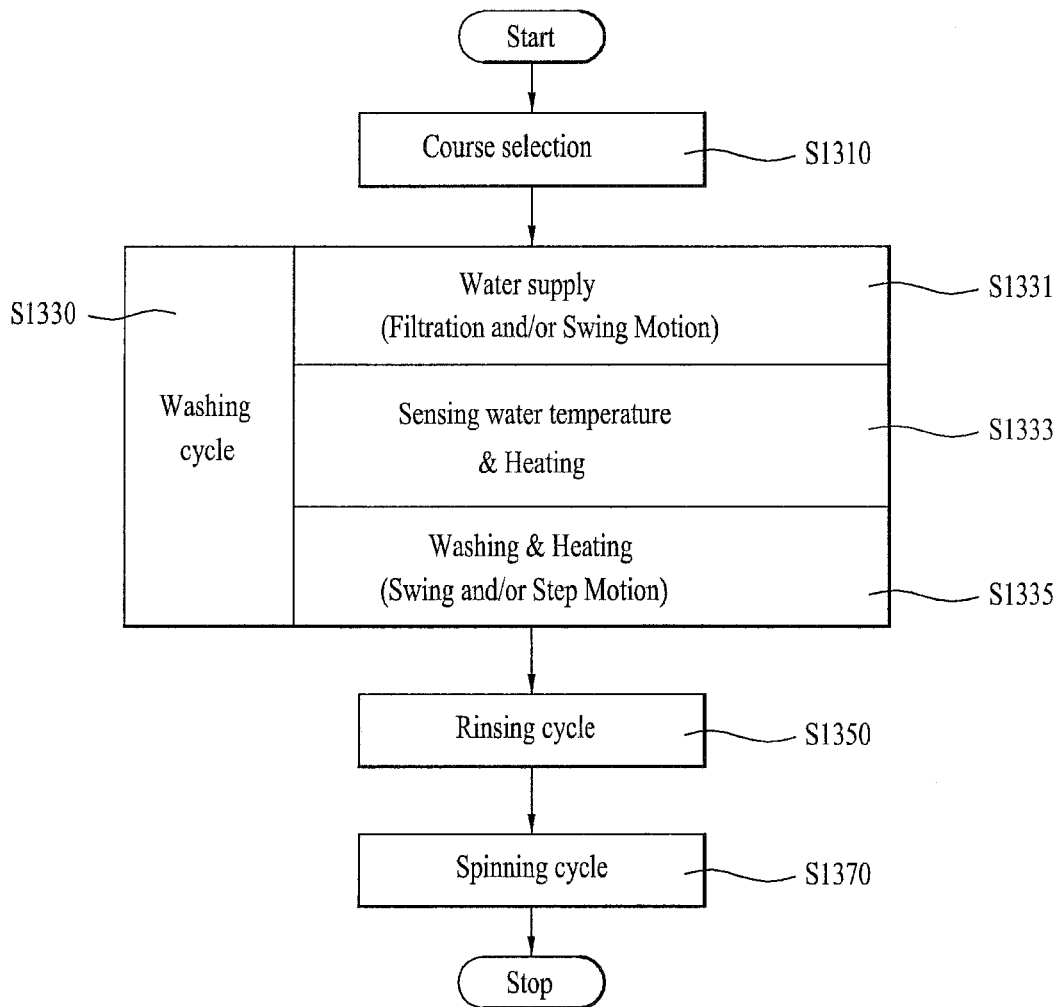 Start
Course selection
S1310
S1330
Washing
cycle
Water supply
(Filtration and/or Swing Motion)
S1331
Sensing water temperature
& Heating
S1333
Washing & Heating
(Swing and/or Step Motion)
S1335
Rinsing cycle
S1350
Spinning cycle
S1370
Stop